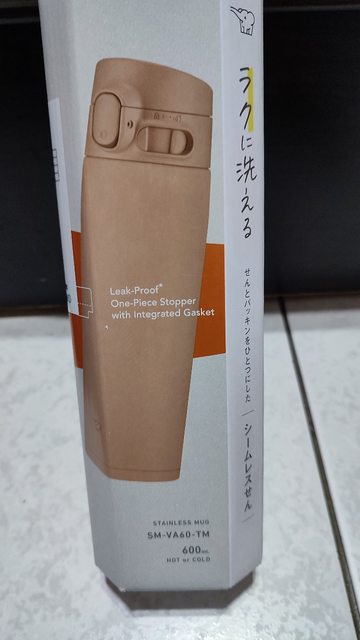 Leak-Proof*
One-Piece Stopper
with Integrated Gasket
STAINLESS MUG
SM-VA60-TM
600mL
HOT or COLD
ラクに洗える
せんとパッキンをひとつにした
シームレスせん